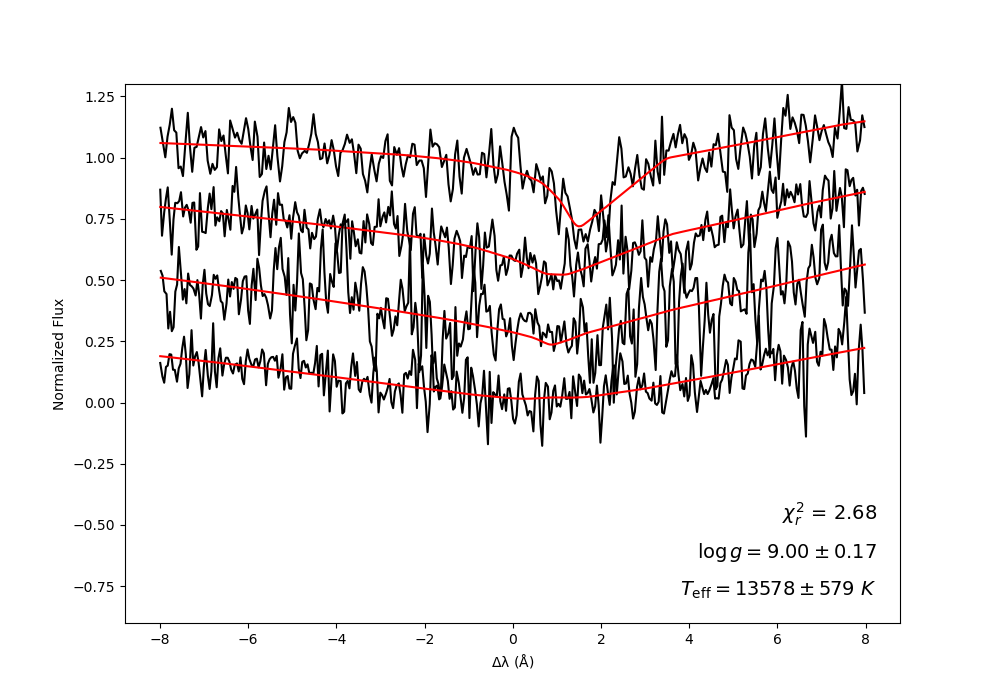 1.25
1.00
0.75
0.50
0.25
0.00
−0.25
−0.50
−0.75
Normalized Flux
χ²ᵣ = 2.68
log g = 9.00 ± 0.17
T_eff = 13578 ± 579 K
−8 −6 −4 −2 0 2 4 6 8
Δλ (Å)